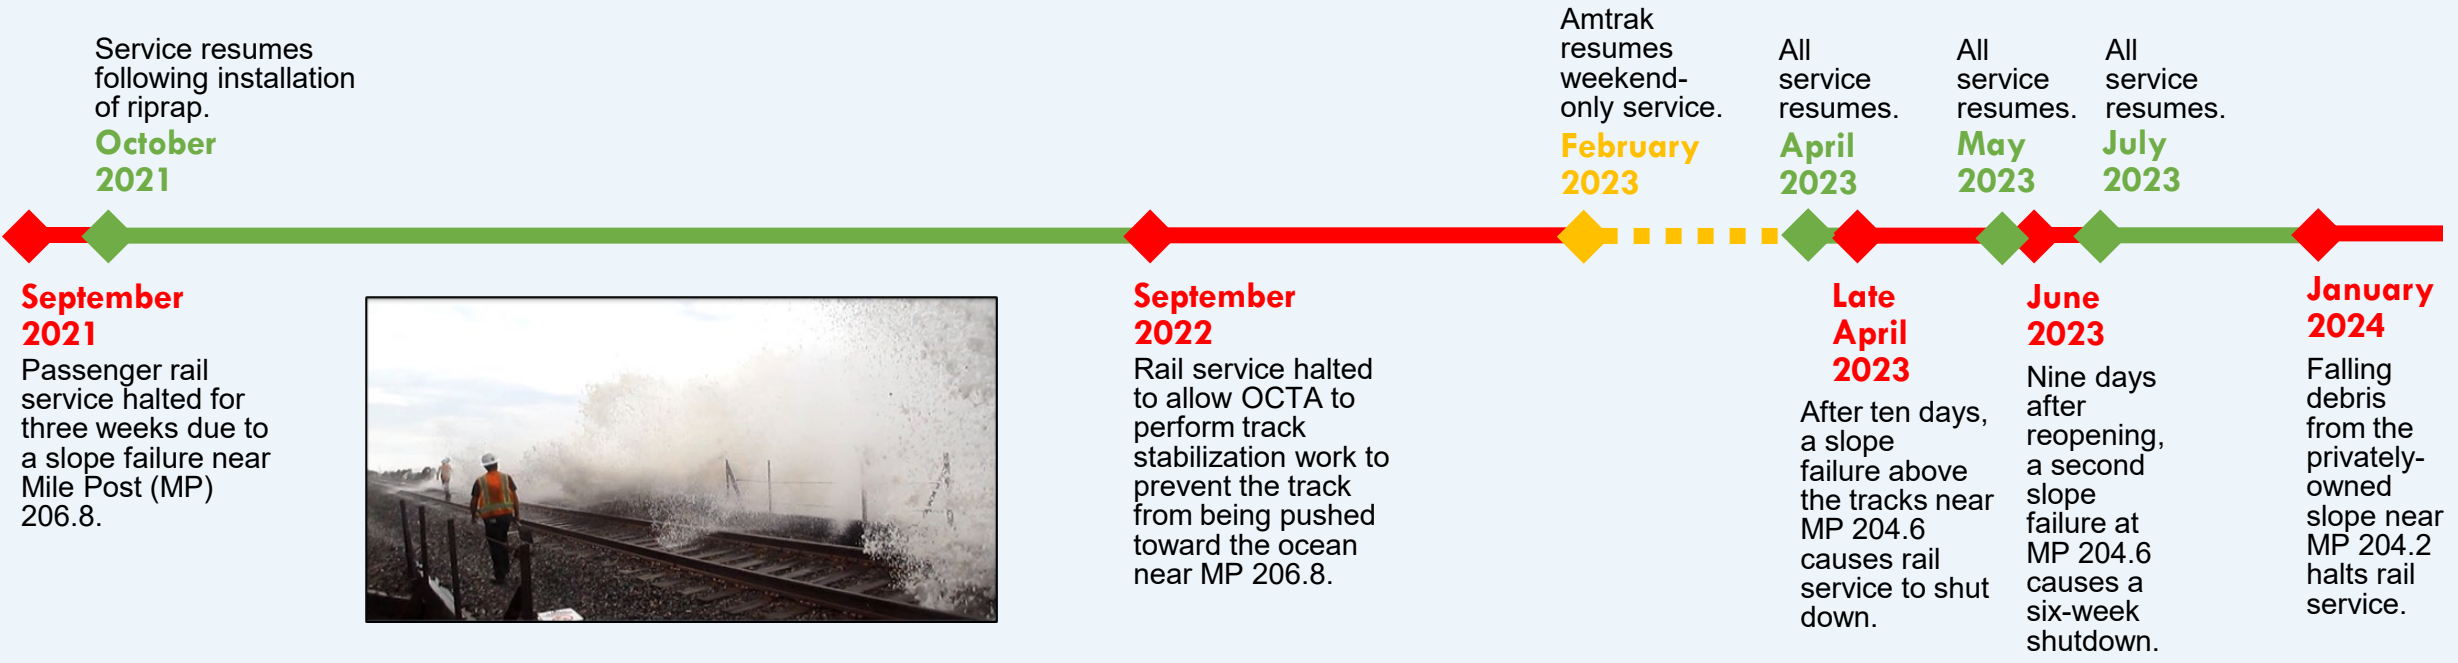 Service resumes
following installation
of riprap.
October
2021
Amtrak
resumes
weekend-
only service.
February
2023
All
service
resumes.
April
2023
All
service
resumes.
May
2023
All
service
resumes.
July
2023
September
2021
Passenger rail
service halted for
three weeks due to
a slope failure near
Mile Post (MP)
206.8.
September
2022
Rail service halted
to allow OCTA to
perform track
stabilization work to
prevent the track
from being pushed
toward the ocean
near MP 206.8.
Late
April
2023
After ten days,
a slope
failure above
the tracks near
MP 204.6
causes rail
service to shut
down.
June
2023
Nine days
after
reopening,
a second
slope
failure at
MP 204.6
causes a
six-week
shutdown.
January
2024
Falling
debris
from the
privately-
owned
slope near
MP 204.2
halts rail
service.